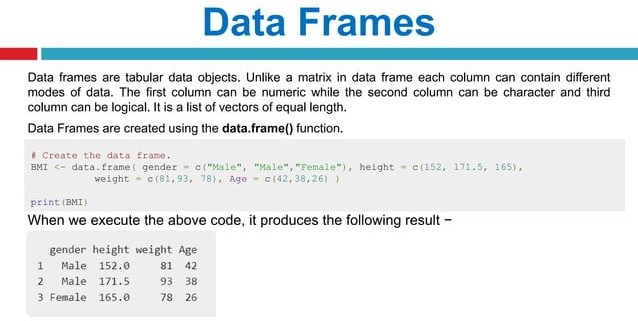 Data Frames
Data frames are tabular data objects. Unlike a matrix in data frame each column can contain different
modes of data. The first column can be numeric while the second column can be character and third
column can be logical. It is a list of vectors of equal length.
Data Frames are created using the data.frame() function.
# Create the data frame.
BMI <- data.frame( gender = c("Male", "Male","Female"), height = c(152, 171.5, 165),
weight = c(81,93, 78), Age = c(42,38,26) )
print(BMI)
When we execute the above code, it produces the following result −
gender height weight Age
1 Male 152.0 81 42
2 Male 171.5 93 38
3 Female 165.0 78 26